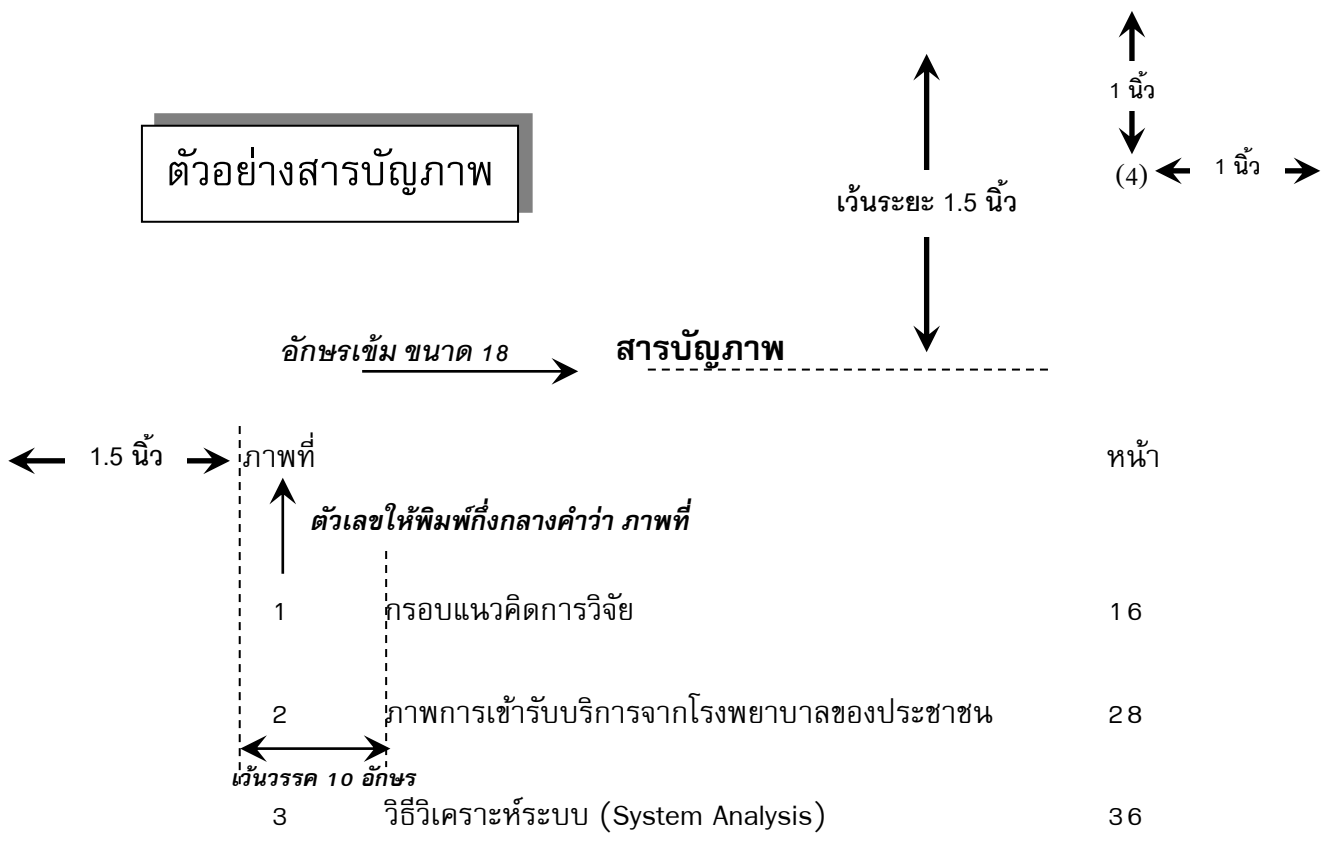 1 นิ้ว
ตัวอย่างสารบัญภาพ
(4)
1 นิ้ว
เว้นระยะ 1.5 นิ้ว
อักษรเข้ม ขนาด 18
สารบัญภาพ
1.5 นิ้ว
ภาพที่ หน้า
ตัวเลขให้พิมพ์กึ่งกลางคำว่า ภาพที่
1 กรอบแนวคิดการวิจัย 16
2 ภาพการเข้ารับบริการจากโรงพยาบาลของประชาชน 28
เว้นวรรค 10 อักษร
3 วิธีวิเคราะห์ระบบ (System Analysis) 36